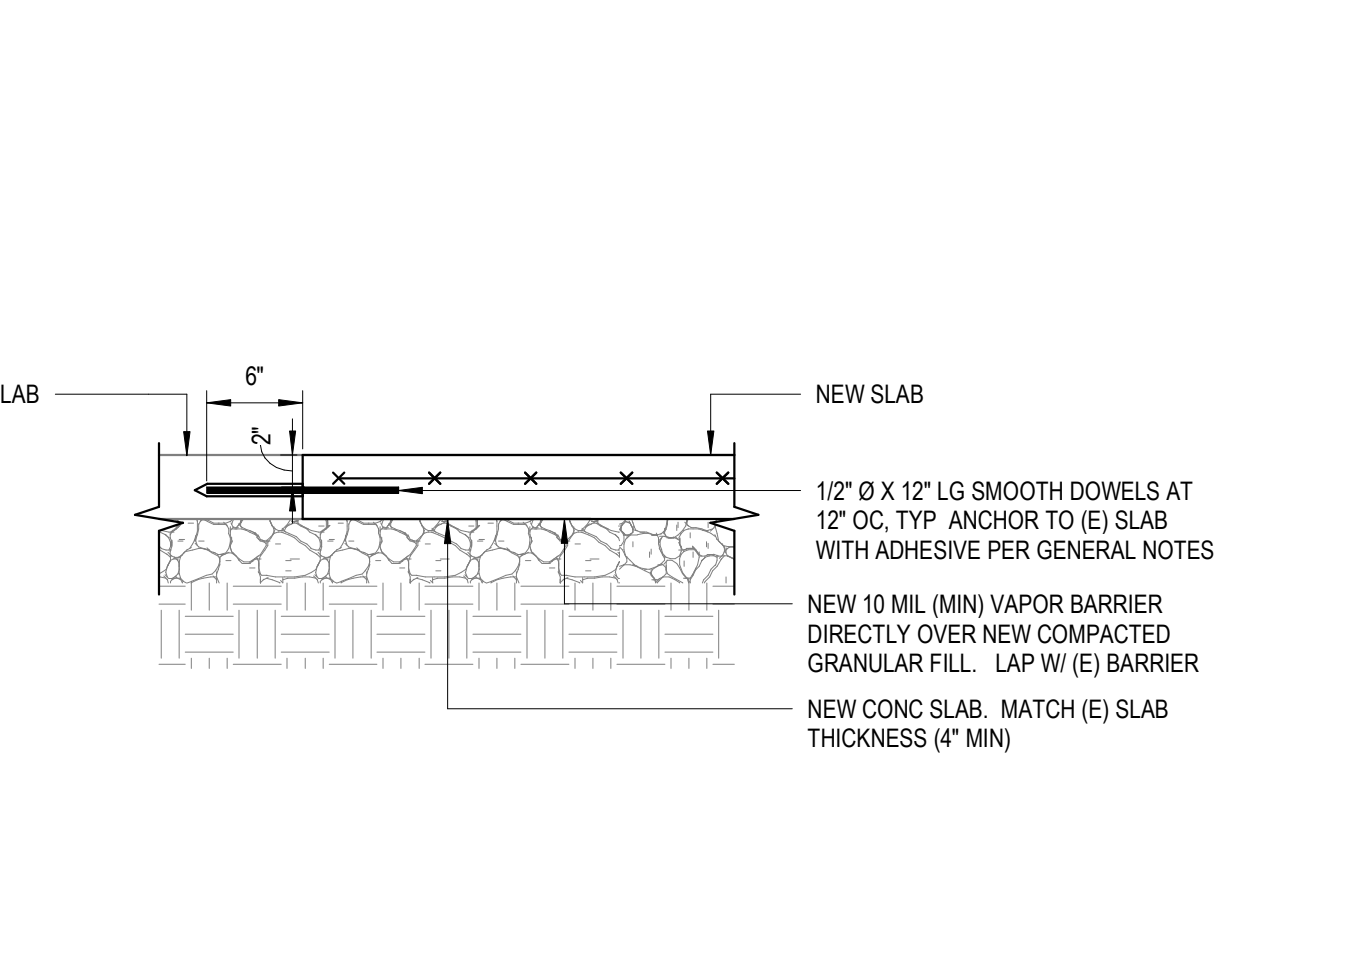 6"
LAB
NEW SLAB
2"
1/2" Ø X 12" LG SMOOTH DOWELS AT
12" OC, TYP  ANCHOR TO (E) SLAB
WITH ADHESIVE PER GENERAL NOTES
NEW 10 MIL (MIN) VAPOR BARRIER
DIRECTLY OVER NEW COMPACTED
GRANULAR FILL.   LAP W/ (E) BARRIER
NEW CONC SLAB.  MATCH (E) SLAB
THICKNESS (4" MIN)